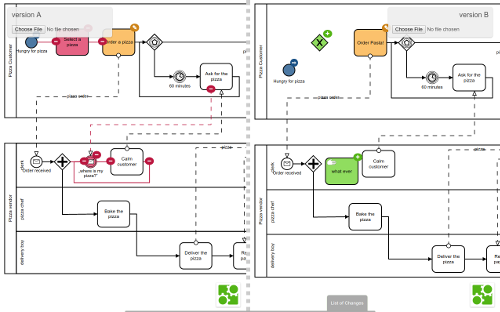 version A
Choose File No file chosen
Pizza Customer
Select a pizza
Order a pizza
Hungry for pizza
60 minutes
Ask for the pizza
pizza order
Pizza vendor
clerk
Order received
„where is my pizza?"
Calm customer
pizza
pizza chef
Bake the pizza
delivery boy
Deliver the pizza
version B
Choose File No file chosen
Pizza Customer
Order Pasta!
Hungry for pizza
60 minutes
Ask for the pizza
pizza order
Pizza vendor
Order received
what ever
Calm customer
pizza
pizza chef
Bake the pizza
delivery boy
Deliver the pizza
List of Changes